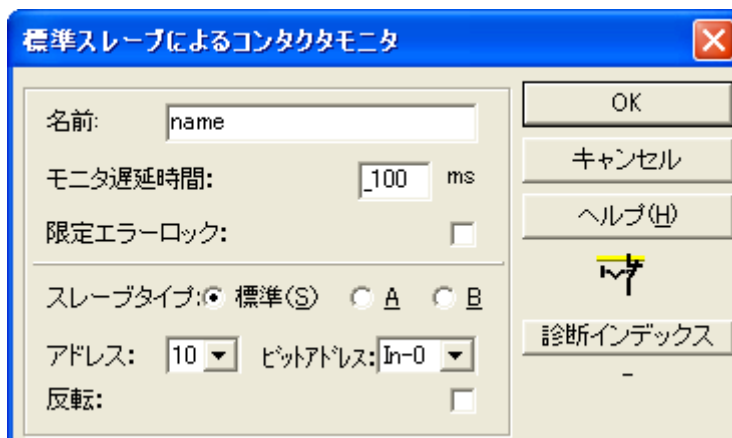 標準スレーブによるコンタクタモニタ
名前: name
モニタ遅延時間: _100 ms
限定エラーロック:
スレーブタイプ: 標準(S) A B
アドレス: 10 ビットアドレス: In-0
反転:
OK
キャンセル
ヘルプ(H)
診断インデックス
-